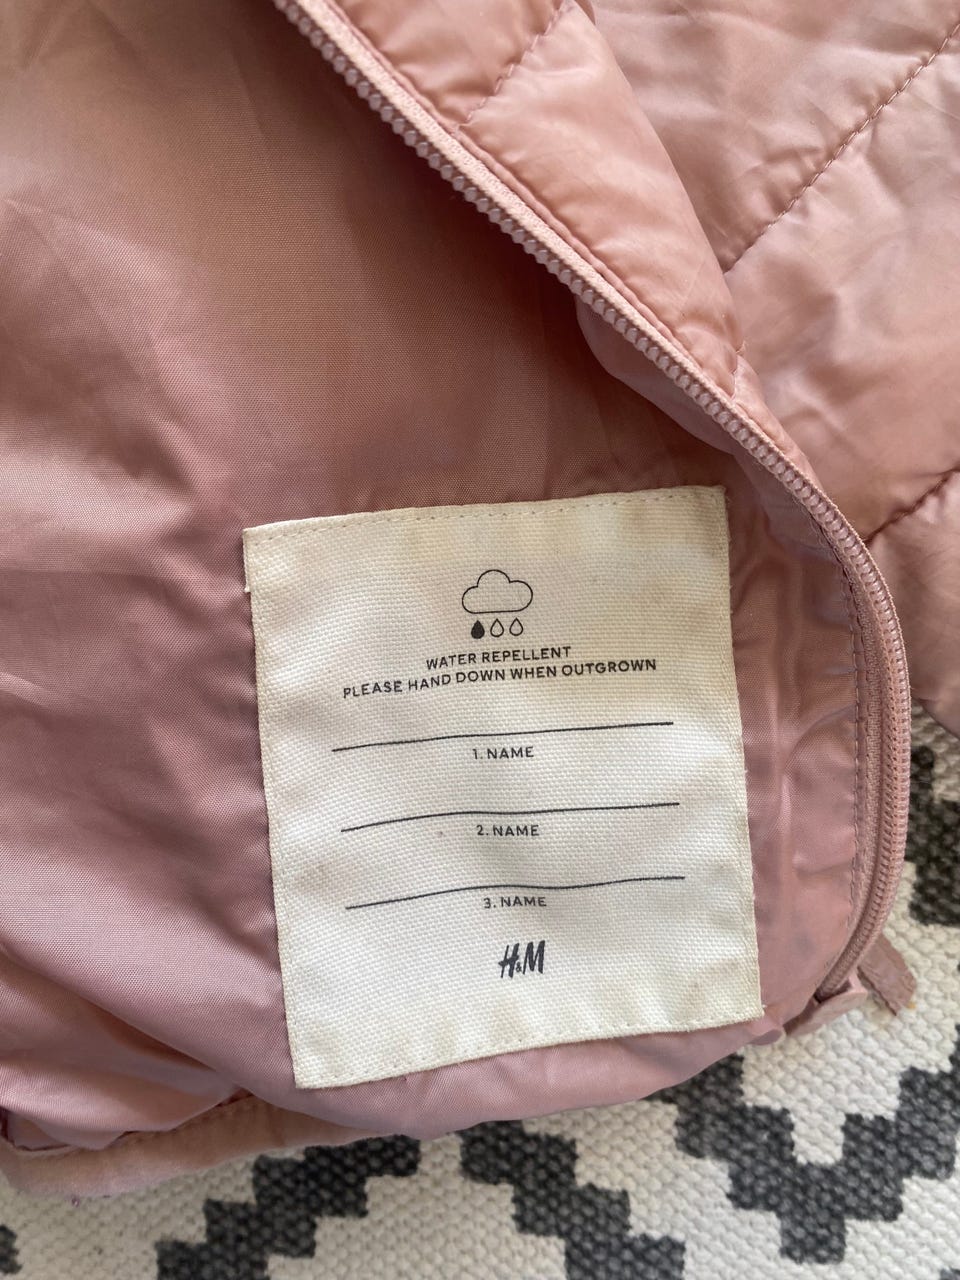 WATER REPELLENT
PLEASE HAND DOWN WHEN OUTGROWN
1. NAME
2. NAME
3. NAME
H&M